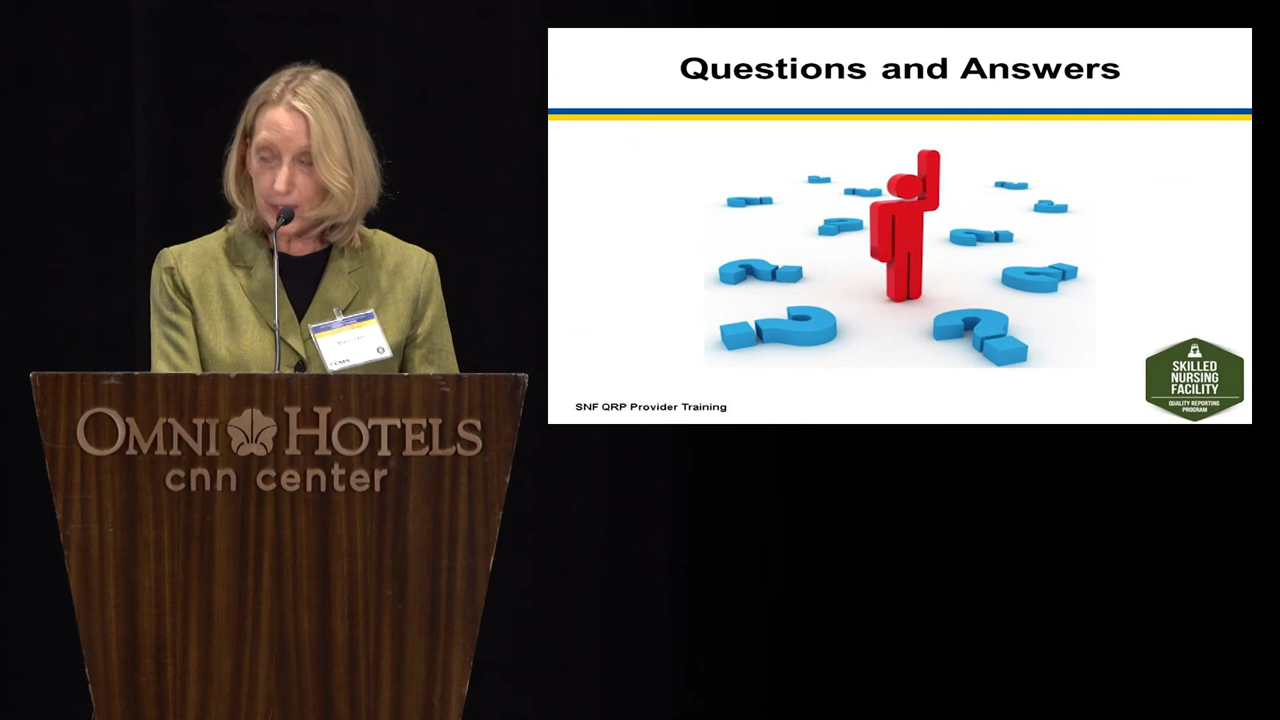 Questions and Answers
SKILLED
NURSING
FACILITY
QUALITY REPORTING
PROGRAM
SNF QRP Provider Training
OMNI HOTELS
cnn center